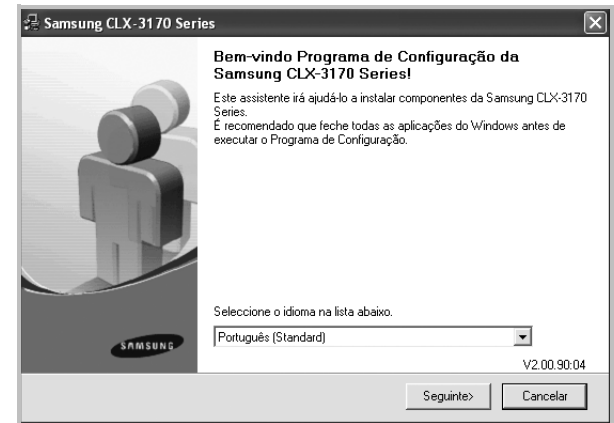 Samsung CLX-3170 Series
Bem-vindo Programa de Configuração da
Samsung CLX-3170 Series!
Este assistente irá ajudá-lo a instalar componentes da Samsung CLX-3170
Series.
É recomendado que feche todas as aplicações do Windows antes de
executar o Programa de Configuração.
Seleccione o idioma na lista abaixo.
Português (Standard)
SAMSUNG
V2.00.90:04
Seguinte>
Cancelar